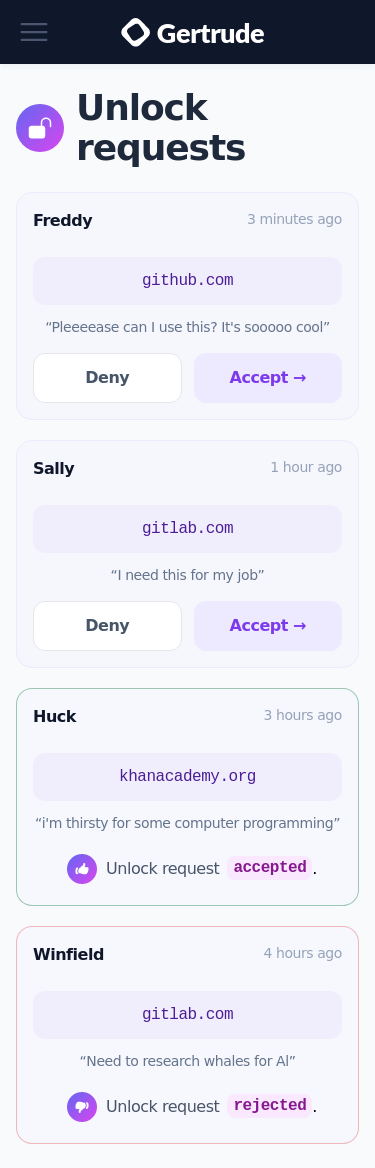 Gertrude
Unlock
requests
Freddy 3 minutes ago
github.com
“Pleeeease can I use this? It's sooooo cool”
Deny Accept →
Sally 1 hour ago
gitlab.com
“I need this for my job”
Deny Accept →
Huck 3 hours ago
khanacademy.org
“i'm thirsty for some computer programming”
Unlock request accepted.
Winfield 4 hours ago
gitlab.com
“Need to research whales for Al”
Unlock request rejected.